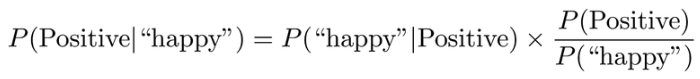 P(Positive|“happy”) = P(“happy”|Positive) × P(Positive) / P(“happy”)